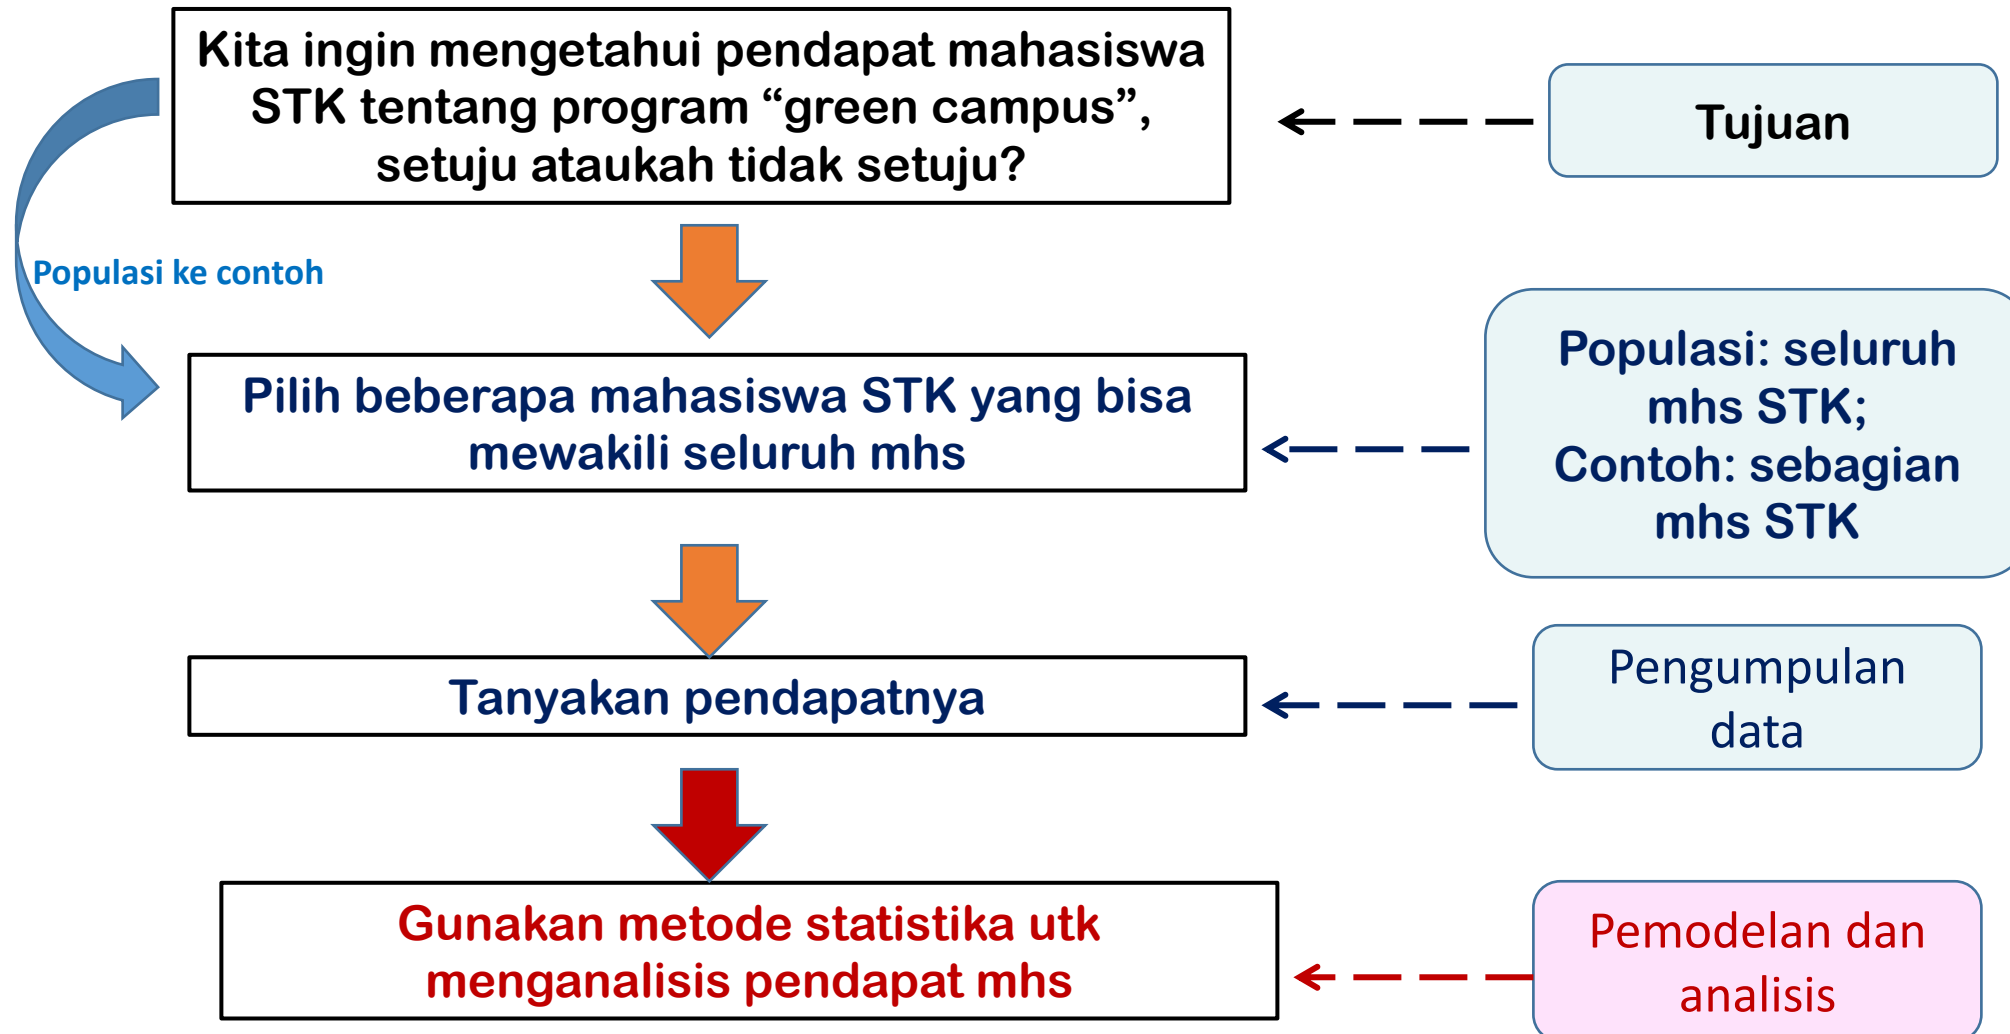 Kita ingin mengetahui pendapat mahasiswa
STK tentang program “green campus”,
setuju ataukah tidak setuju?
Tujuan
Populasi ke contoh
Pilih beberapa mahasiswa STK yang bisa
mewakili seluruh mhs
Populasi: seluruh
mhs STK;
Contoh: sebagian
mhs STK
Tanyakan pendapatnya
Pengumpulan
data
Gunakan metode statistika utk
menganalisis pendapat mhs
Pemodelan dan
analisis